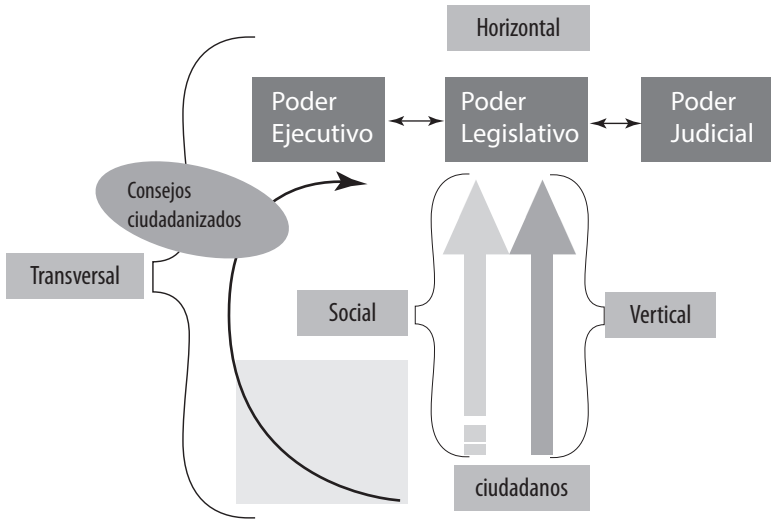 Horizontal
Poder
Ejecutivo
Poder
Legislativo
Poder
Judicial
Consejos
ciudadanizados
Transversal
Social
Vertical
ciudadanos